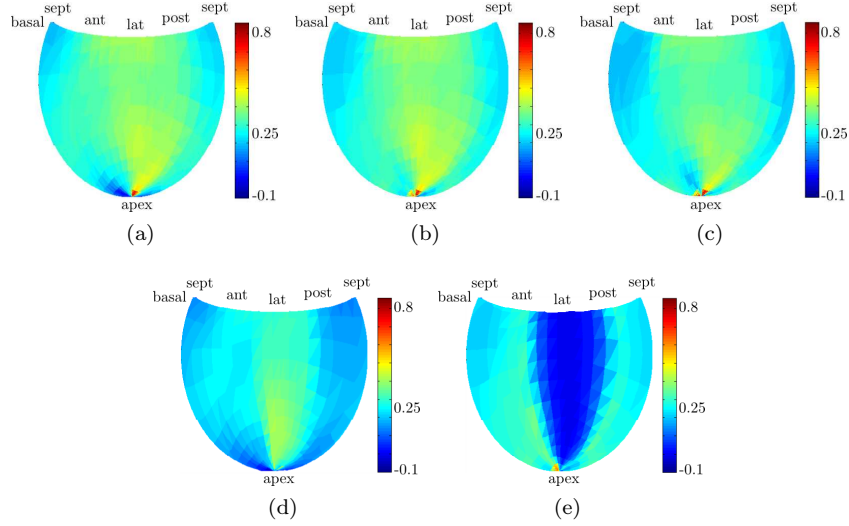 sept sept sept sept sept sept
basal ant lat post basal ant lat post basal ant lat post
0.8 0.8 0.8
0.25 0.25 0.25
-0.1 -0.1 -0.1
apex apex apex
(a) (b) (c)
sept sept sept sept
basal ant lat post basal ant lat post
0.8 0.8
0.25 0.25
-0.1 -0.1
apex apex
(d) (e)